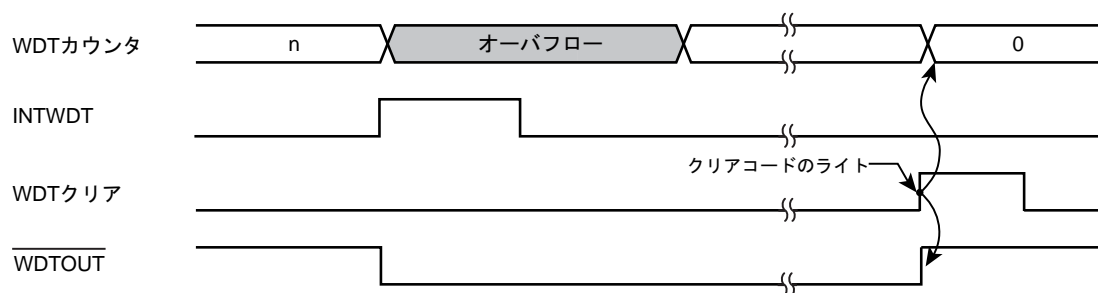 WDTカウンタ n オーバフロー 0
INTWDT
クリアコードのライト
WDTクリア
WDTOUT